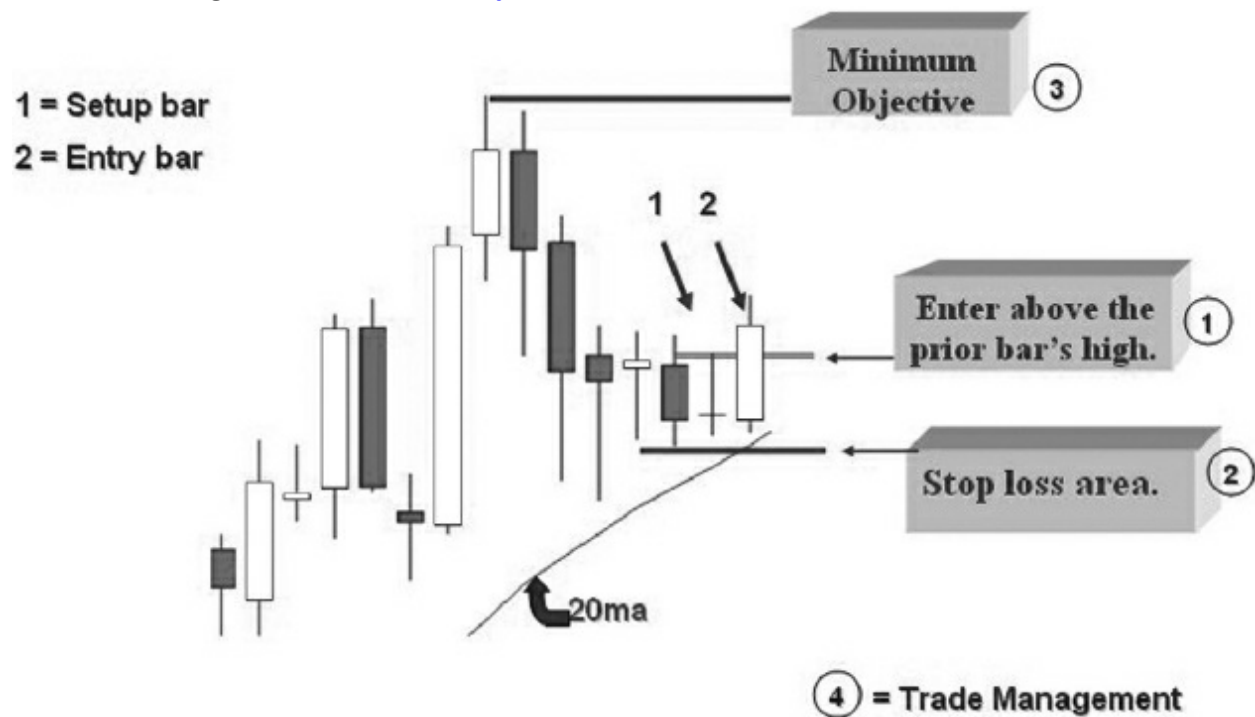 Minimum
Objective
3
1 = Setup bar
2 = Entry bar
1 2
Enter above the
prior bar's high.
1
Stop loss area.
2
20ma
4 = Trade Management